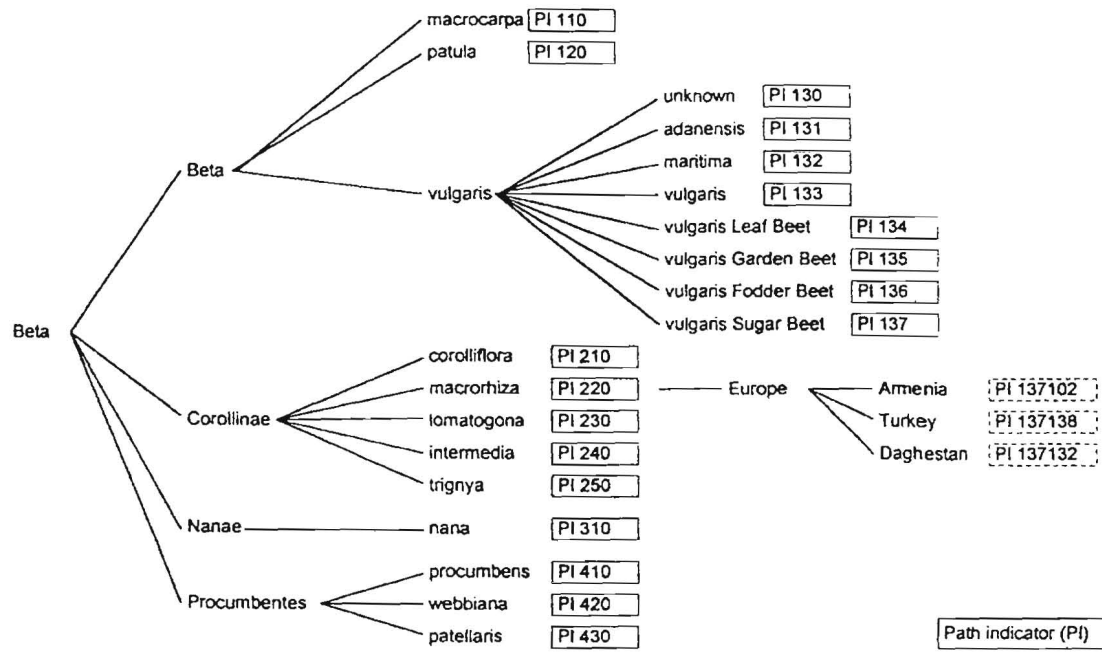 macrocarpa PI 110
patula PI 120
unknown PI 130
adanensis PI 131
Beta maritima PI 132
vulgaris vulgaris PI 133
vulgaris Leaf Beet PI 134
vulgaris Garden Beet PI 135
vulgaris Fodder Beet PI 136
Beta vulgaris Sugar Beet PI 137
corolliflora PI 210
macrorhiza PI 220 Europe Armenia PI 137102
Corollinae lomatogona PI 230 Turkey PI 137138
intermedia PI 240 Daghestan PI 137132
trignya PI 250
Nanae nana PI 310
procumbens PI 410
Procumbentes webbiana PI 420
patellaris PI 430 Path indicator (PI)